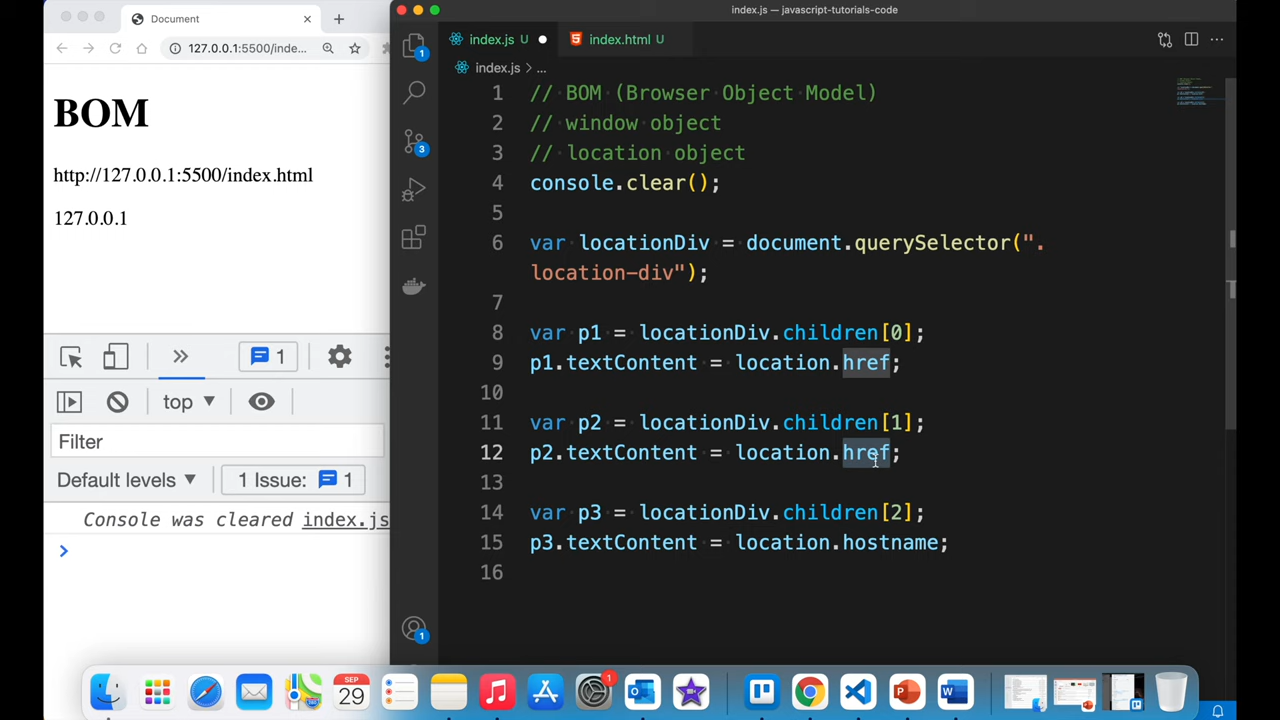 index.js — javascript-tutorials-code
Document
127.0.0.1:5500/inde...
BOM
http://127.0.0.1:5500/index.html
127.0.0.1
1
top
Filter
Default levels
1 Issue: 1
Console was cleared index.js
index.js U
index.html U
index.js > ...
1 // BOM (Browser Object Model)
2 // window object
3 // location object
4 console.clear();
5
6 var locationDiv = document.querySelector(".
location-div");
7
8 var p1 = locationDiv.children[0];
9 p1.textContent = location.href;
10
11 var p2 = locationDiv.children[1];
12 p2.textContent = location.href;
13
14 var p3 = locationDiv.children[2];
15 p3.textContent = location.hostname;
16
1
3
1
SEP
29
1